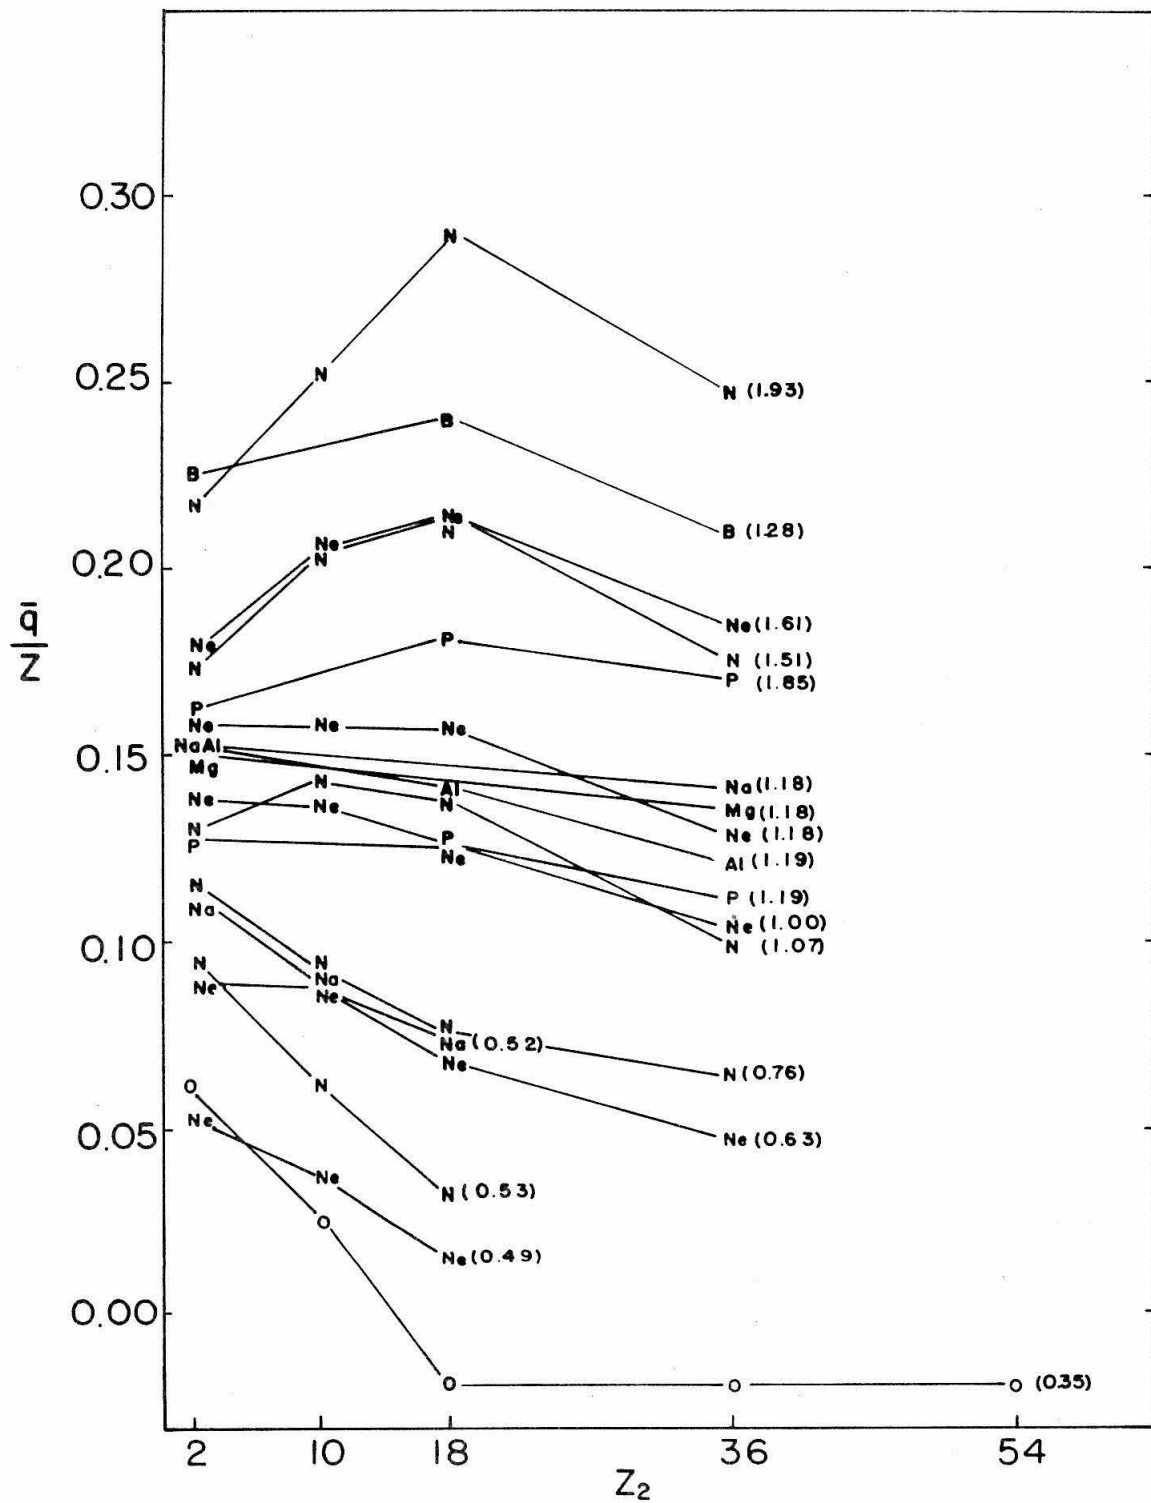 0.30
N
0.25
N
N (1.93)
B
B
N
B (1.28)
Ne
N
Ne
N
0.20
Ne
N
Ne (1.61)
N (1.51)
P (1.85)
P
P
Ne
Ne
Ne
Na Al
0.15
Mg
Al
N
N
Na (1.18)
Mg (1.18)
Ne (1.18)
Al (1.19)
P (1.19)
Ne (1.00)
N (1.07)
Ne
Ne
N
P
P
Ne
N
Na
0.10
N
Ne
N
Na
Ne
N
Na (0.52)
Ne
N (0.76)
Ne (0.63)
O
N
0.05
Ne
Ne
N (0.53)
O
Ne (0.49)
0.00
O
O
O (0.35)
q̄
Z
2 10 18 36 54
Z₂